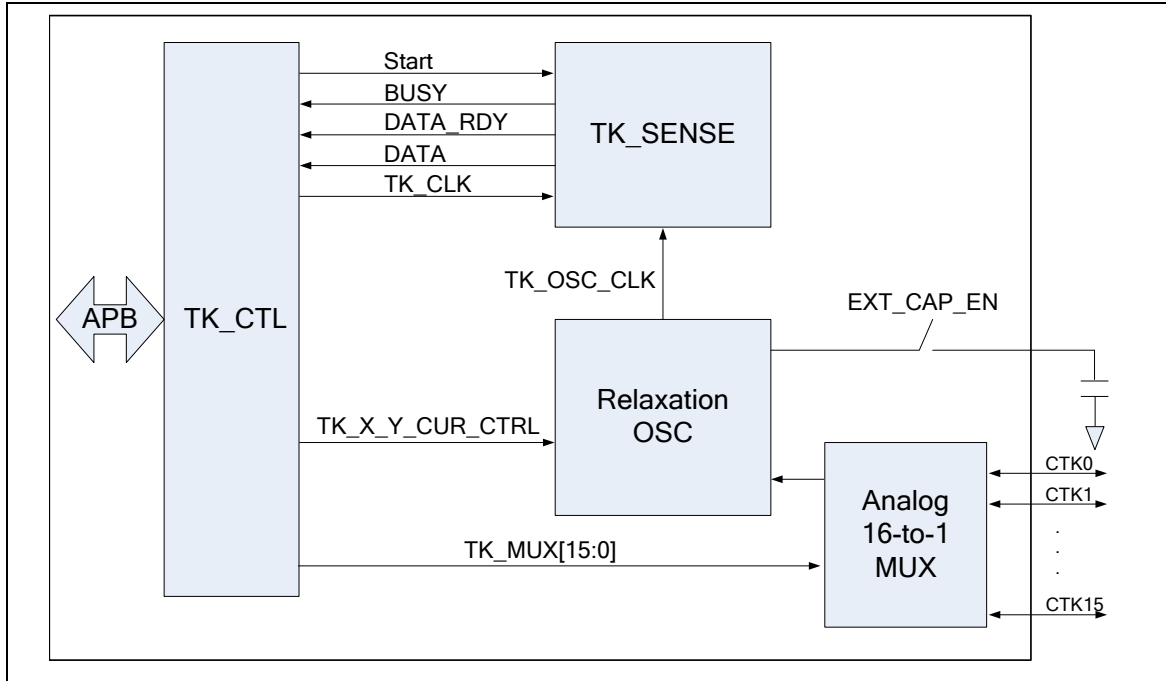 Start
BUSY
DATA_RDY
DATA
TK_CLK
TK_SENSE
APB
TK_CTL
TK_OSC_CLK
EXT_CAP_EN
Relaxation
OSC
TK_X_Y_CUR_CTRL
TK_MUX[15:0]
Analog
16-to-1
MUX
CTK0
CTK1
.
.
.
CTK15